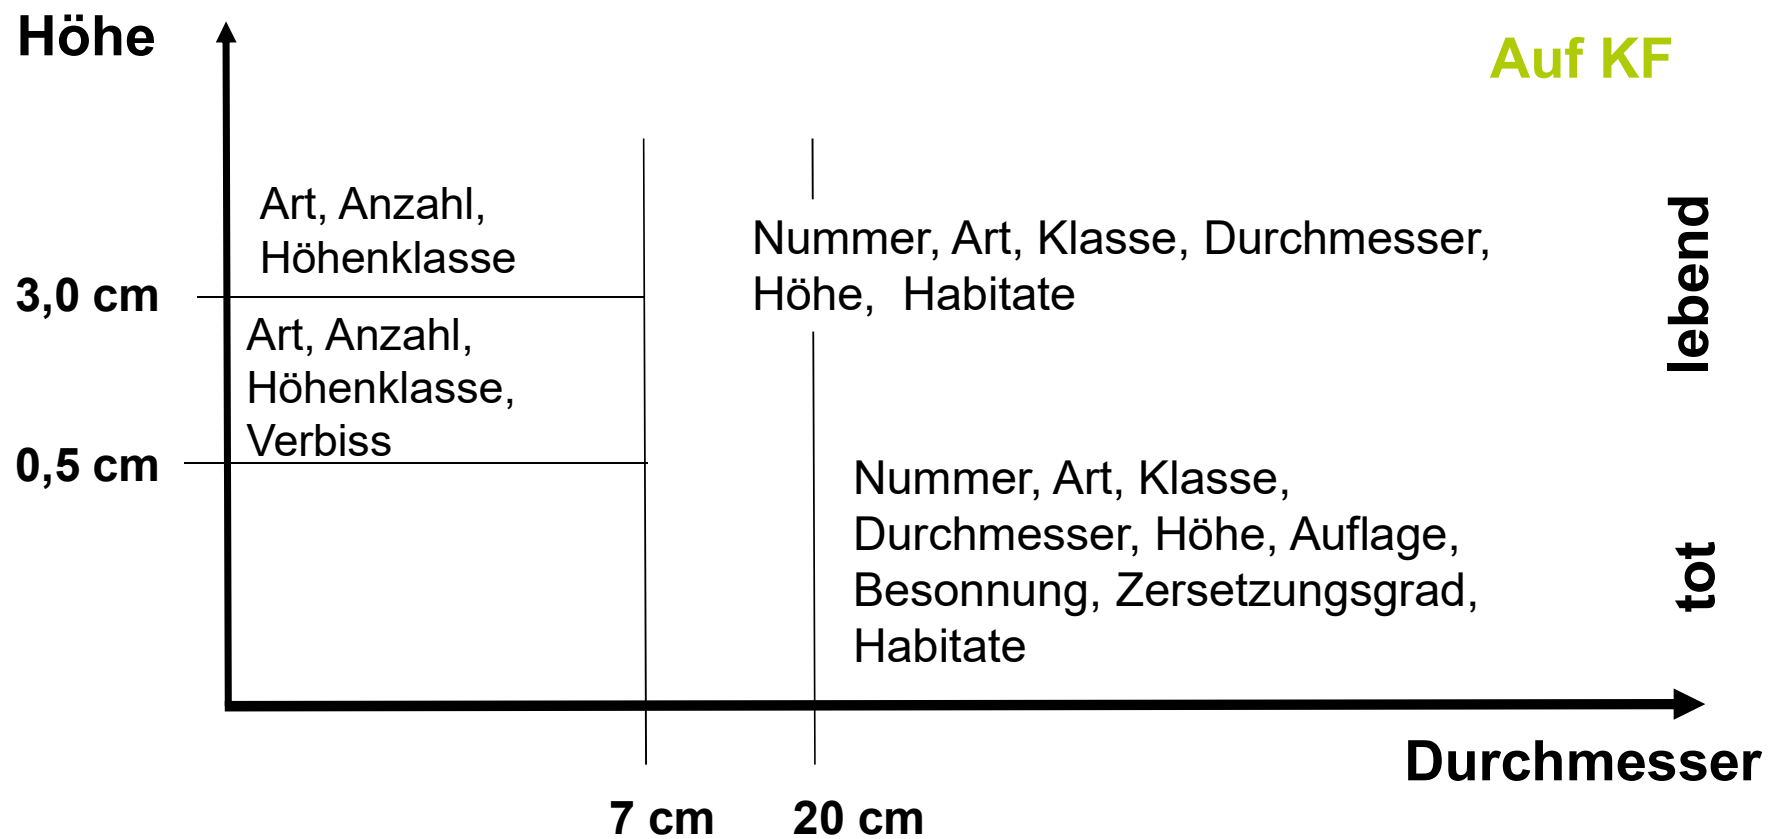 Höhe
Auf KF
Art, Anzahl,
Höhenklasse
Nummer, Art, Klasse, Durchmesser,
Höhe, Habitate
lebend
3,0 cm
Art, Anzahl,
Höhenklasse,
Verbiss
0,5 cm
Nummer, Art, Klasse,
Durchmesser, Höhe, Auflage,
Besonnung, Zersetzungsgrad,
Habitate
tot
Durchmesser
7 cm
20 cm